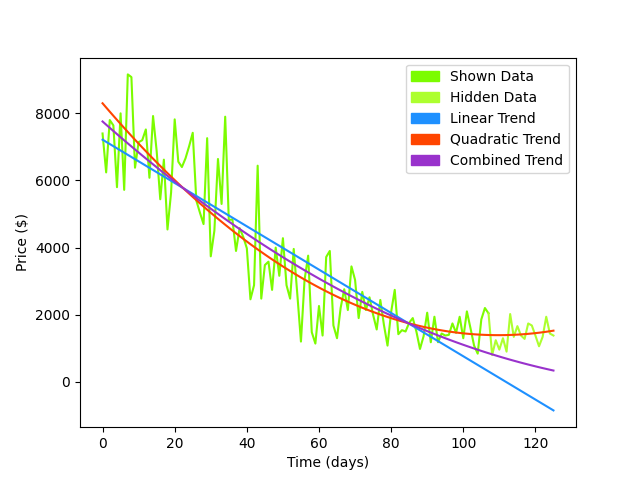 Shown Data
Hidden Data
Linear Trend
Quadratic Trend
Combined Trend
8000
6000
4000
2000
0
Price ($)
0 20 40 60 80 100 120
Time (days)